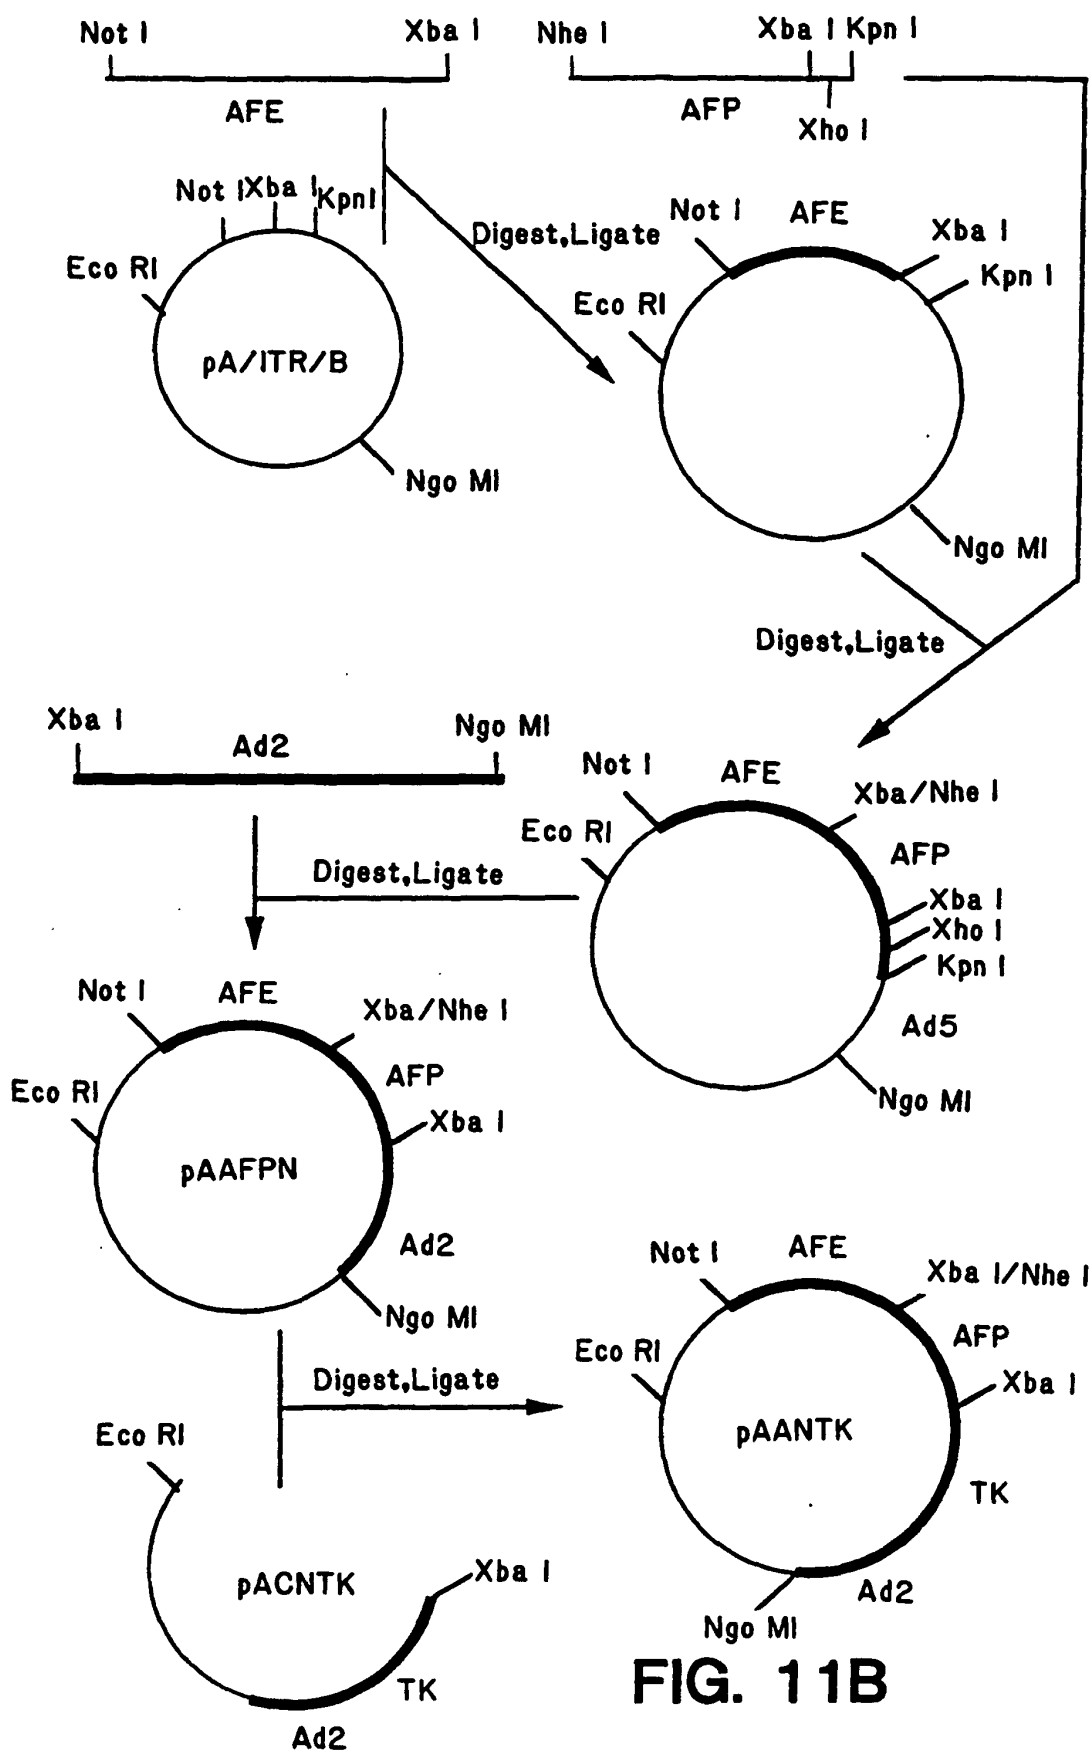 Not I
Xba I
Nhe I
Xba I Kpn I
AFE
AFP
Xho I
Not I Xba I KpnI
Eco RI
pA/ITR/B
Ngo MI
Digest,Ligate
Not I
AFE
Xba I
Kpn I
Eco RI
Ngo MI
Digest,Ligate
Xba I
Ad2
Ngo MI
Digest,Ligate
Not I
AFE
Xba/Nhe I
Eco RI
AFP
Xba I
Xho I
Kpn I
Ad5
Ngo MI
Not I
AFE
Xba/Nhe I
Eco RI
AFP
Xba I
pAAFPN
Ad2
Ngo MI
Digest,Ligate
Not I
AFE
Xba I/Nhe I
Eco RI
AFP
Xba I
pAANTK
TK
Ad2
Ngo MI
Eco RI
pACNTK
Xba I
TK
Ad2
FIG. 11B